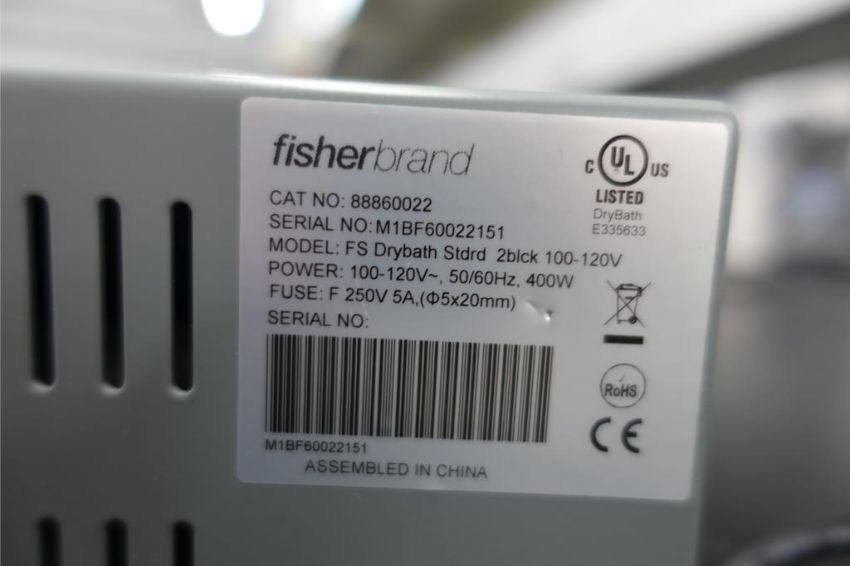 fisherbrand
CAT NO: 88860022
SERIAL NO: M1BF60022151
MODEL: FS Drybath Stdrd 2blck 100-120V
POWER: 100-120V~, 50/60Hz, 400W
FUSE: F 250V 5A,(Φ5x20mm)
SERIAL NO:
M1BF60022151
ASSEMBLED IN CHINA
C UL US
LISTED
DryBath
E335633
RoHS
CE